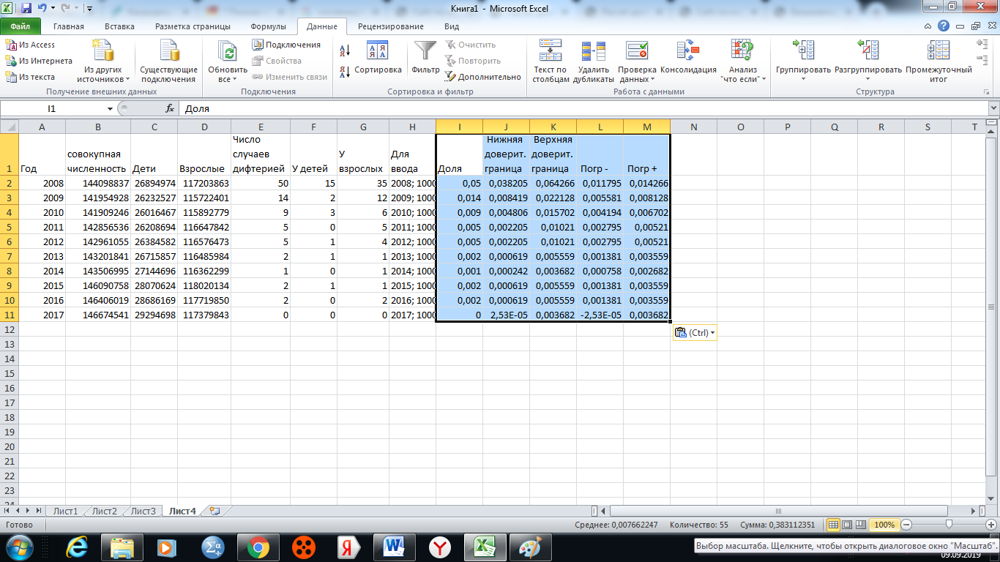 Книга1 - Microsoft Excel
Файл Главная Вставка Разметка страницы Формулы Данные Рецензирование Вид
Из Access
Из Интернета
Из текста
Из других источников
Существующие подключения
Получение внешних данных
Обновить все
Подключения
Свойства
Изменить связи
Подключения
Сортировка
Фильтр
Очистить
Повторить
Дополнительно
Сортировка и фильтр
Текст по столбцам
Удалить дубликаты
Проверка данных
Консолидация
Анализ "что если"
Работа с данными
Группировать
Разгруппировать
Промежуточный итог
Структура
I1 fx Доля
A B C D E F G H I J K L M N O P Q R S T
1 Год совокупная численность Дети Взрослые Число случаев дифтерией У детей У взрослых Для ввода Доля Нижняя доверит. граница Верхняя доверит. граница Погр - Погр +
2 2008 144098837 26894974 117203863 50 15 35 2008; 1000 0,05 0,038205 0,064266 0,011795 0,014266
3 2009 141954928 26232527 115722401 14 2 12 2009; 1000 0,014 0,008419 0,022128 0,005581 0,008128
4 2010 141909246 26016467 115892779 9 3 6 2010; 1000 0,009 0,004806 0,015702 0,004194 0,006702
5 2011 142856536 26208694 116647842 5 0 5 2011; 1000 0,005 0,002205 0,01021 0,002795 0,00521
6 2012 142961055 26384582 116576473 5 1 4 2012; 1000 0,005 0,002205 0,01021 0,002795 0,00521
7 2013 143201841 26715857 116485984 2 1 1 2013; 1000 0,002 0,000619 0,005559 0,001381 0,003559
8 2014 143506995 27144696 116362299 1 0 1 2014; 1000 0,001 0,000242 0,003682 0,000758 0,002682
9 2015 146090758 28070624 118020134 2 1 1 2015; 1000 0,002 0,000619 0,005559 0,001381 0,003559
10 2016 146406019 28686169 117719850 2 0 2 2016; 1000 0,002 0,000619 0,005559 0,001381 0,003559
11 2017 146674541 29294698 117379843 0 0 0 2017; 1000 0 2,53E-05 0,003682 -2,53E-05 0,003682
12 (Ctrl)
13
14
15
16
17
18
19
20
21
22
23
24
Лист1 Лист2 Лист3 Лист4
Готово Среднее: 0,007662247 Количество: 55 Сумма: 0,383112351 100%
Выбор масштаба. Щелкните, чтобы открыть диалоговое окно "Масштаб".
09.09.2019